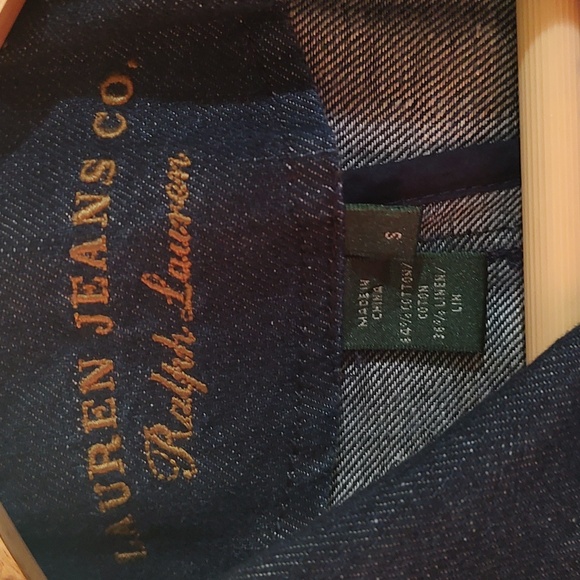 LAUREN JEANS CO.
Ralph Lauren
S
MADE IN
CHINA
64% COTTON/
COTON
36% LINEN/
LIN